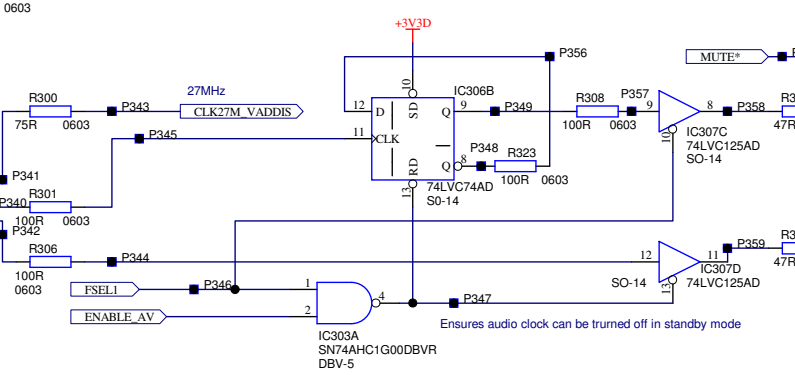 0603
+3V3D
P356
MUTE*
27MHz
R300
P343
CLK27M_VADDIS
75R
0603
12
D
10
SD
IC306B
Q
9
P349
R308
100R
0603
P357
9
8
P358
R3
47R
10
IC307C
74LVC125AD
SO-14
P345
11
CLK
Q
8
P348
R323
100R
0603
RD
13
74LVC74AD
S0-14
P341
R301
P340
100R
0603
P342
R306
100R
0603
P344
12
11
P359
R3
47R
SO-14
13
IC307D
74LVC125AD
FSEL1
P346
1
ENABLE_AV
2
4
P347
IC303A
SN74AHC1G00DBVR
DBV-5
Ensures audio clock can be trurned off in standby mode